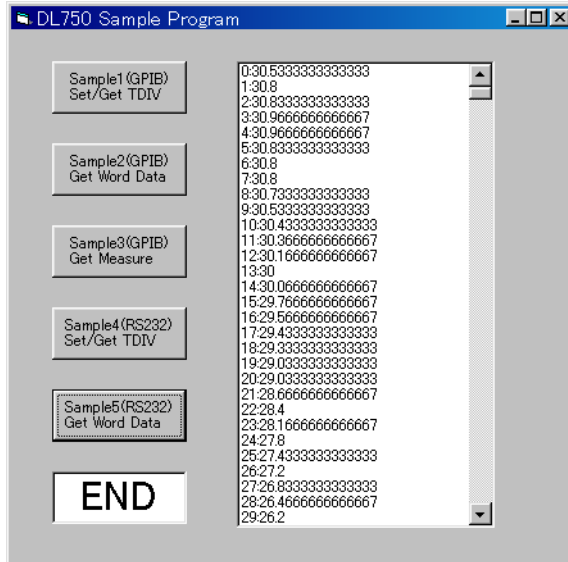 DL750 Sample Program
Sample1(GPIB)
Set/Get TDIV
Sample2(GPIB)
Get Word Data
Sample3(GPIB)
Get Measure
Sample4(RS232)
Set/Get TDIV
Sample5(RS232)
Get Word Data
END
0:30.5333333333333
1:30.8
2:30.8333333333333
3:30.9666666666667
4:30.9666666666667
5:30.8333333333333
6:30.8
7:30.8
8:30.7333333333333
9:30.5333333333333
10:30.4333333333333
11:30.3666666666667
12:30.1666666666667
13:30
14:30.0666666666667
15:29.7666666666667
16:29.5666666666667
17:29.4333333333333
18:29.3333333333333
19:29.0333333333333
20:29.0333333333333
21:28.6666666666667
22:28.4
23:28.1666666666667
24:27.8
25:27.4333333333333
26:27.2
27:26.8333333333333
28:26.4666666666667
29:26.2